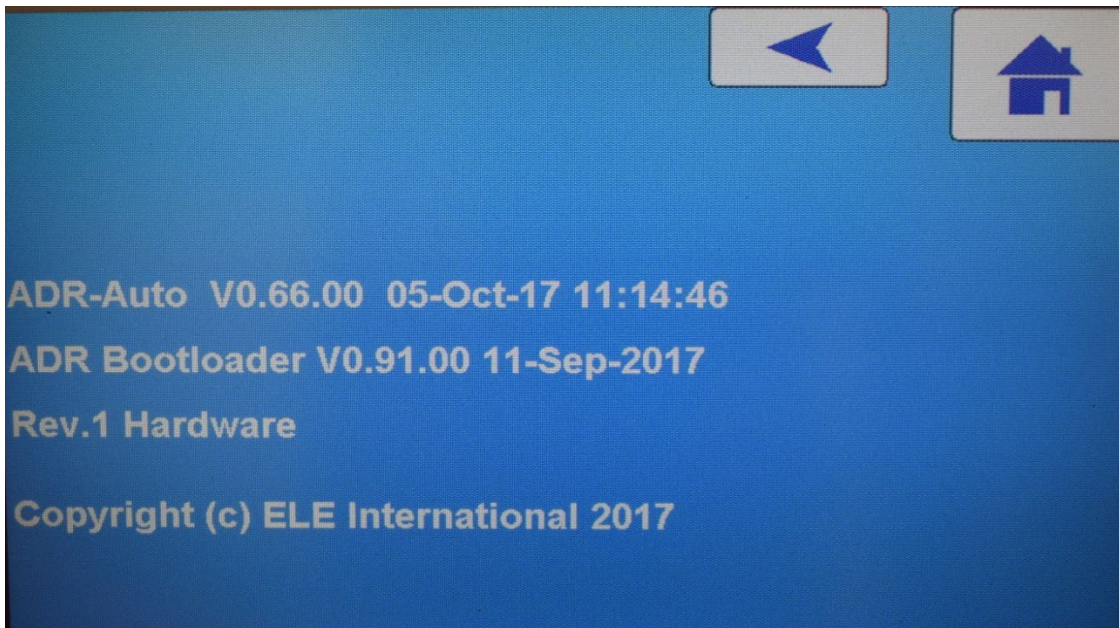 ADR-Auto  V0.66.00  05-Oct-17 11:14:46
ADR Bootloader V0.91.00 11-Sep-2017
Rev.1 Hardware
Copyright (c) ELE International 2017